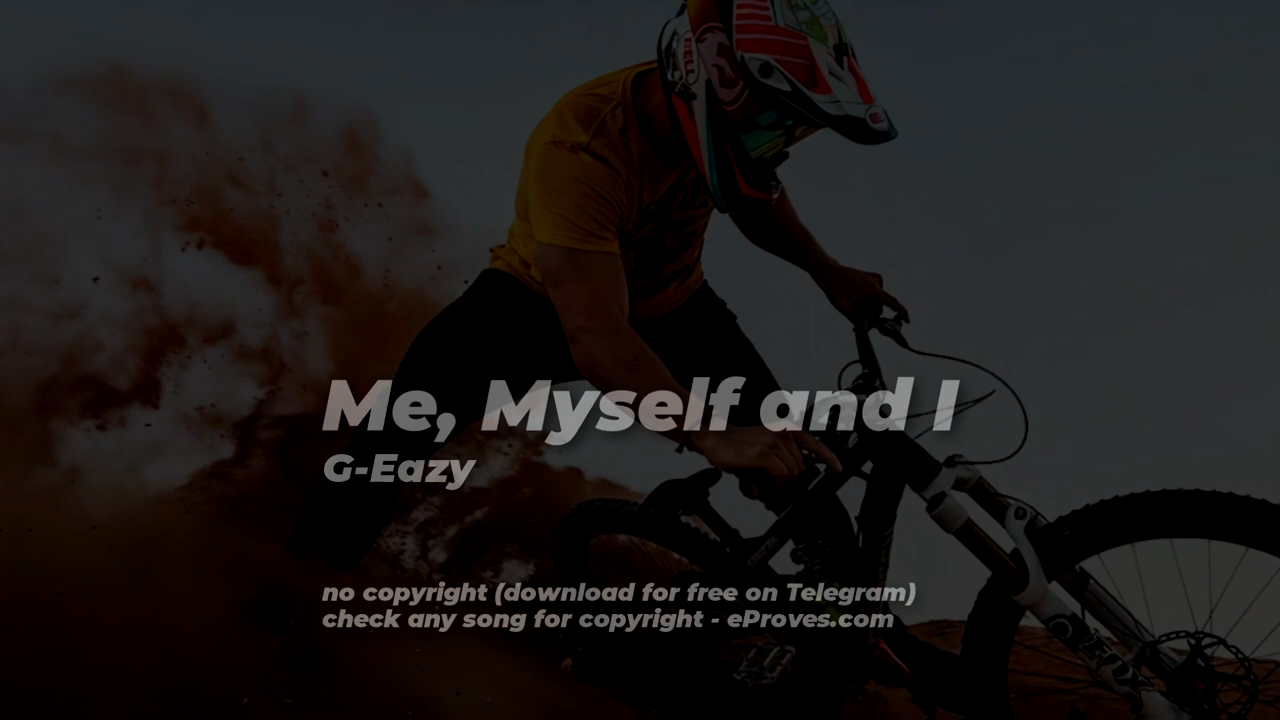 Me, Myself and I
G-Eazy
no copyright (download for free on Telegram)
check any song for copyright - eProves.com